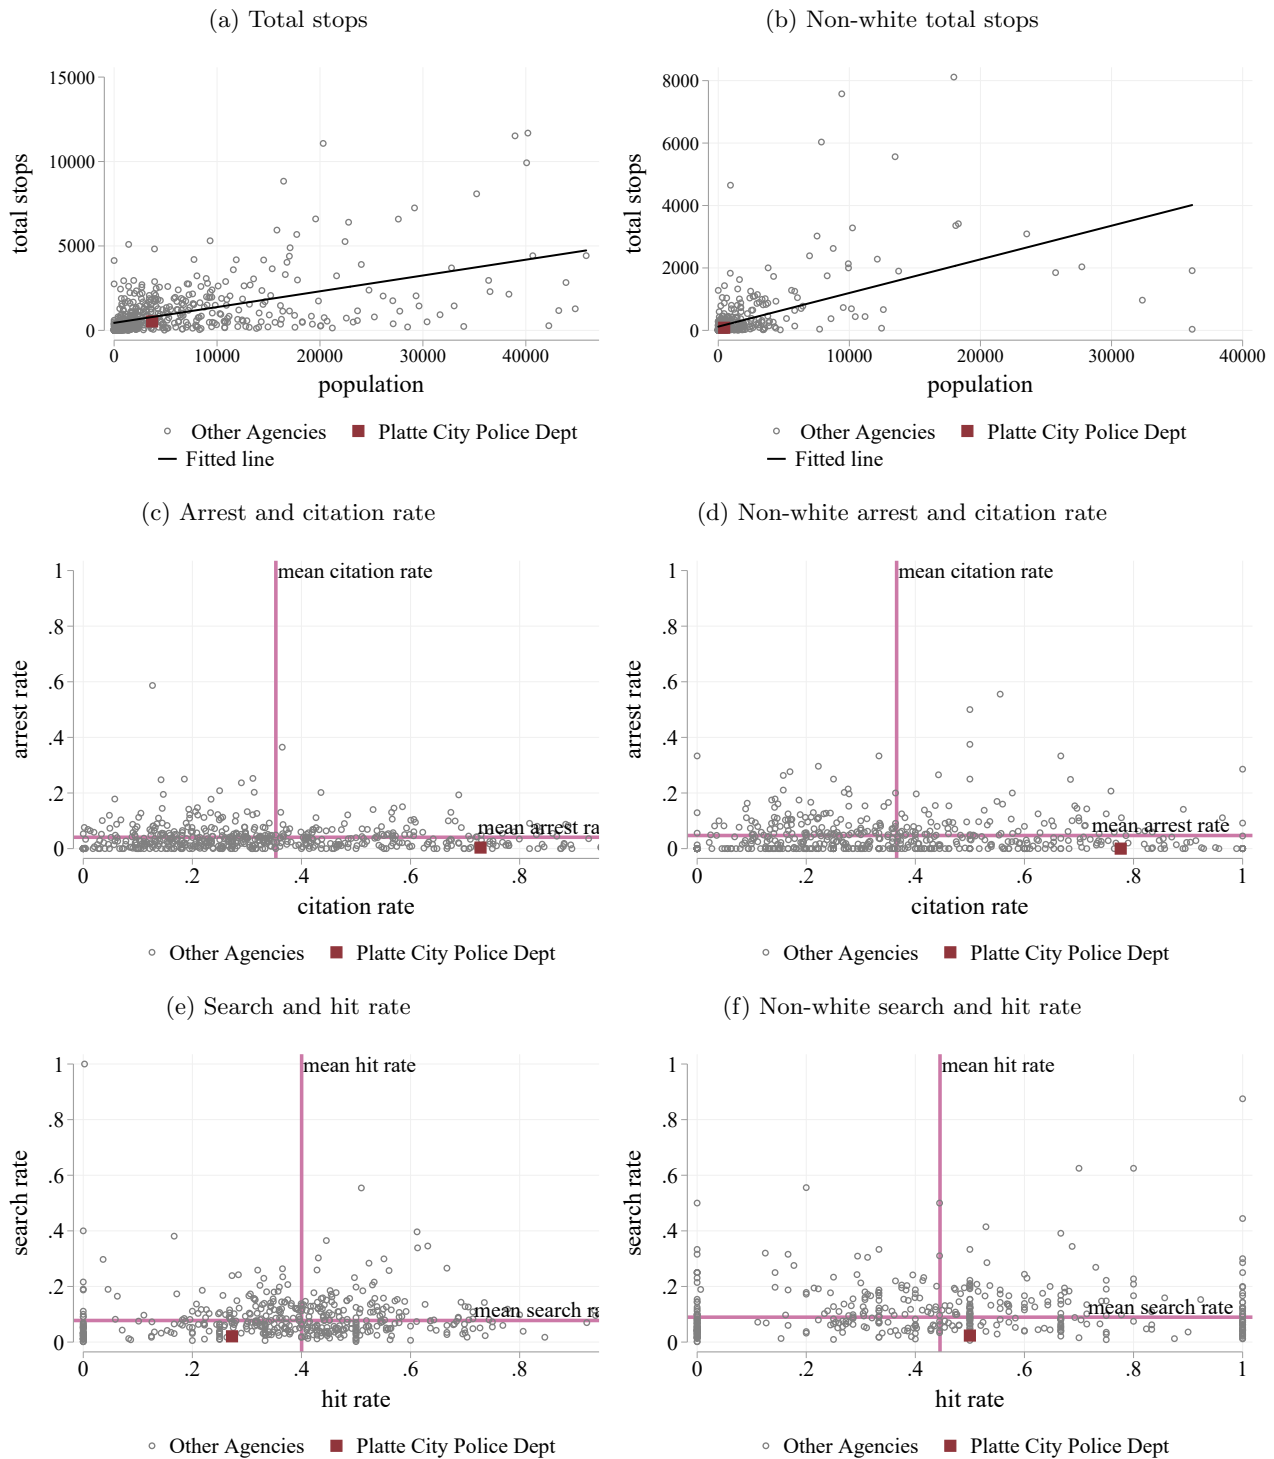 (a) Total stops
(b) Non-white total stops
total stops
15000
10000
5000
0
0 10000 20000 30000 40000
population
Other Agencies Platte City Police Dept
Fitted line
total stops
8000
6000
4000
2000
0
0 10000 20000 30000 40000
population
Other Agencies Platte City Police Dept
Fitted line
(c) Arrest and citation rate
(d) Non-white arrest and citation rate
arrest rate
1
.8
.6
.4
.2
0
mean citation rate
mean arrest ra
0 .2 .4 .6 .8
citation rate
Other Agencies Platte City Police Dept
arrest rate
1
.8
.6
.4
.2
0
mean citation rate
mean arrest rate
0 .2 .4 .6 .8 1
citation rate
Other Agencies Platte City Police Dept
(e) Search and hit rate
(f) Non-white search and hit rate
search rate
1
.8
.6
.4
.2
0
mean hit rate
mean search ra
0 .2 .4 .6 .8
hit rate
Other Agencies Platte City Police Dept
search rate
1
.8
.6
.4
.2
0
mean hit rate
mean search rate
0 .2 .4 .6 .8 1
hit rate
Other Agencies Platte City Police Dept